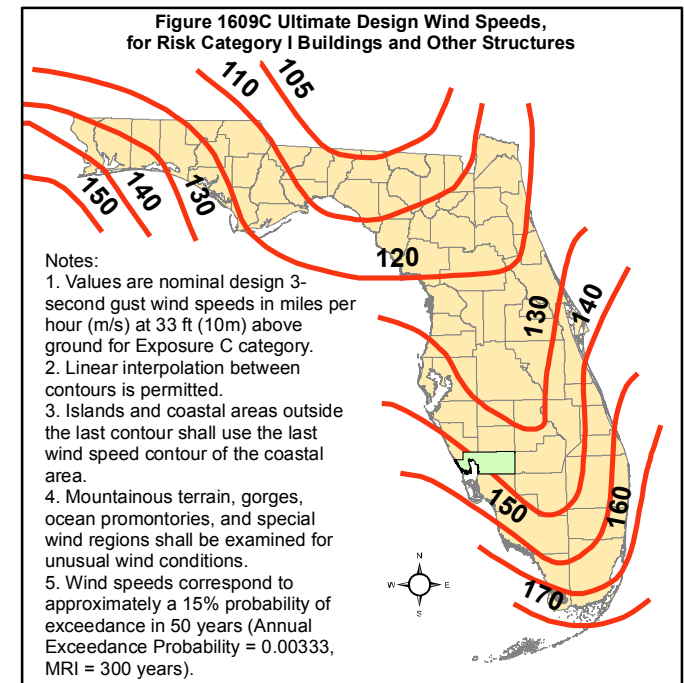 Figure 1609C Ultimate Design Wind Speeds,
for Risk Category I Buildings and Other Structures
105
110
150
140
130
120
130
140
150
160
170
Notes:
1. Values are nominal design 3-
second gust wind speeds in miles per
hour (m/s) at 33 ft (10m) above
ground for Exposure C category.
2. Linear interpolation between
contours is permitted.
3. Islands and coastal areas outside
the last contour shall use the last
wind speed contour of the coastal
area.
4. Mountainous terrain, gorges,
ocean promontories, and special
wind regions shall be examined for
unusual wind conditions.
5. Wind speeds correspond to
approximately a 15% probability of
exceedance in 50 years (Annual
Exceedance Probability = 0.00333,
MRI = 300 years).
N
W E
S